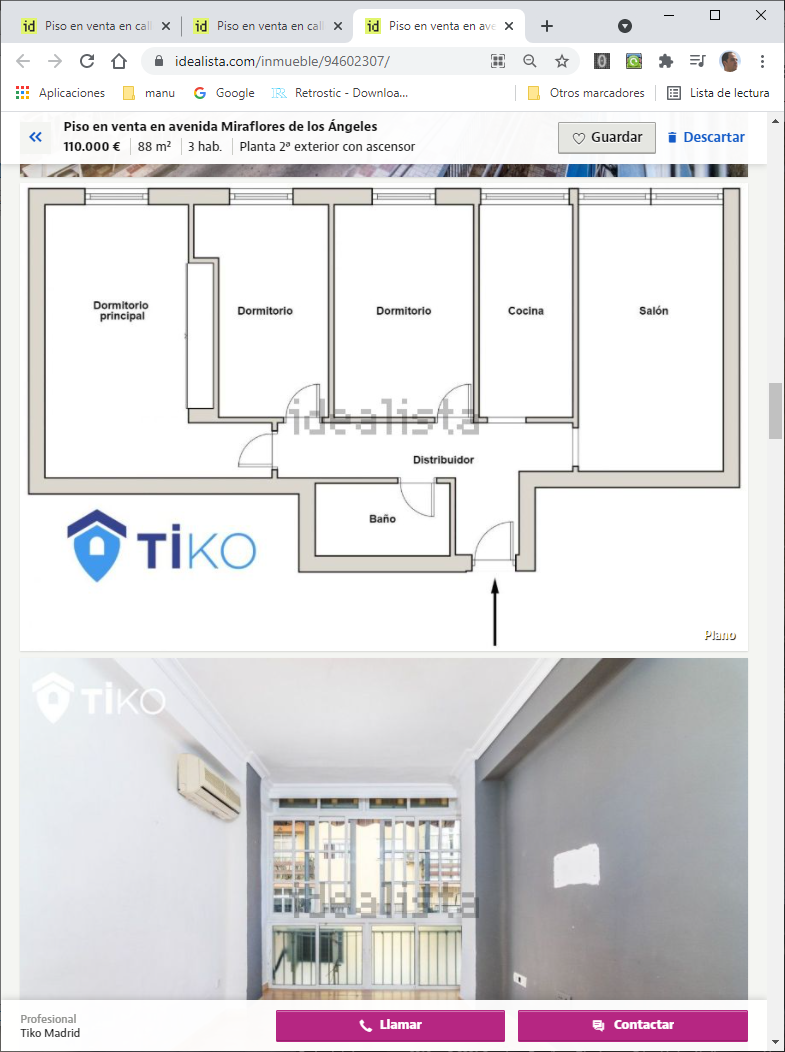 Piso en venta en call
Piso en venta en call
Piso en venta en ave
idealista.com/inmueble/94602307/
Aplicaciones
manu
Google
Retrostic - Downloa...
Otros marcadores
Lista de lectura
Piso en venta en avenida Miraflores de los Ángeles
110.000 € 88 m² 3 hab. Planta 2ª exterior con ascensor
Guardar
Descartar
Dormitorio
principal
Dormitorio
Dormitorio
Cocina
Salón
idealista
Distribuidor
Baño
TiKO
Plano
TiKO
idealista
Profesional
Tiko Madrid
Llamar
Contactar